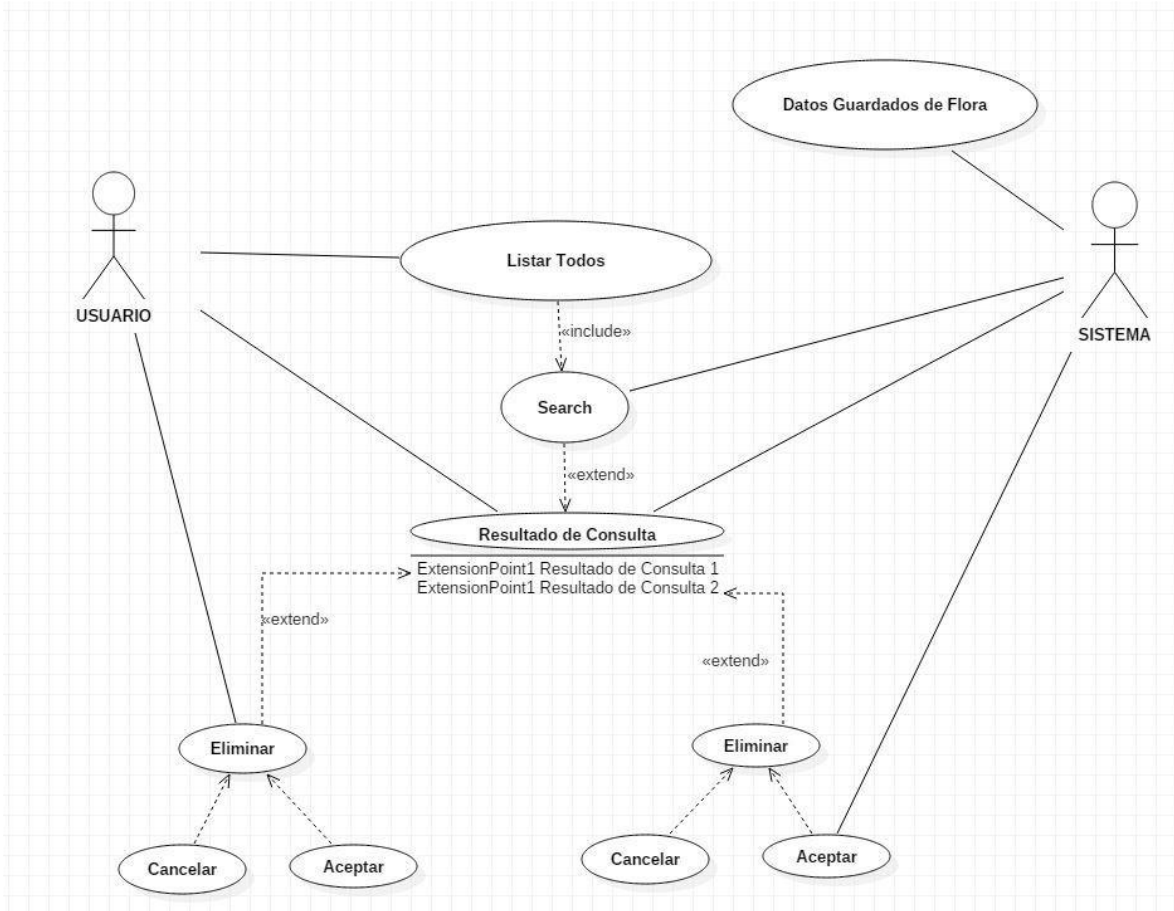 Datos Guardados de Flora
Listar Todos
USUARIO
SISTEMA
«include»
Search
«extend»
Resultado de Consulta
ExtensionPoint1 Resultado de Consulta 1
ExtensionPoint1 Resultado de Consulta 2
«extend»
«extend»
Eliminar
Eliminar
Cancelar
Aceptar
Cancelar
Aceptar